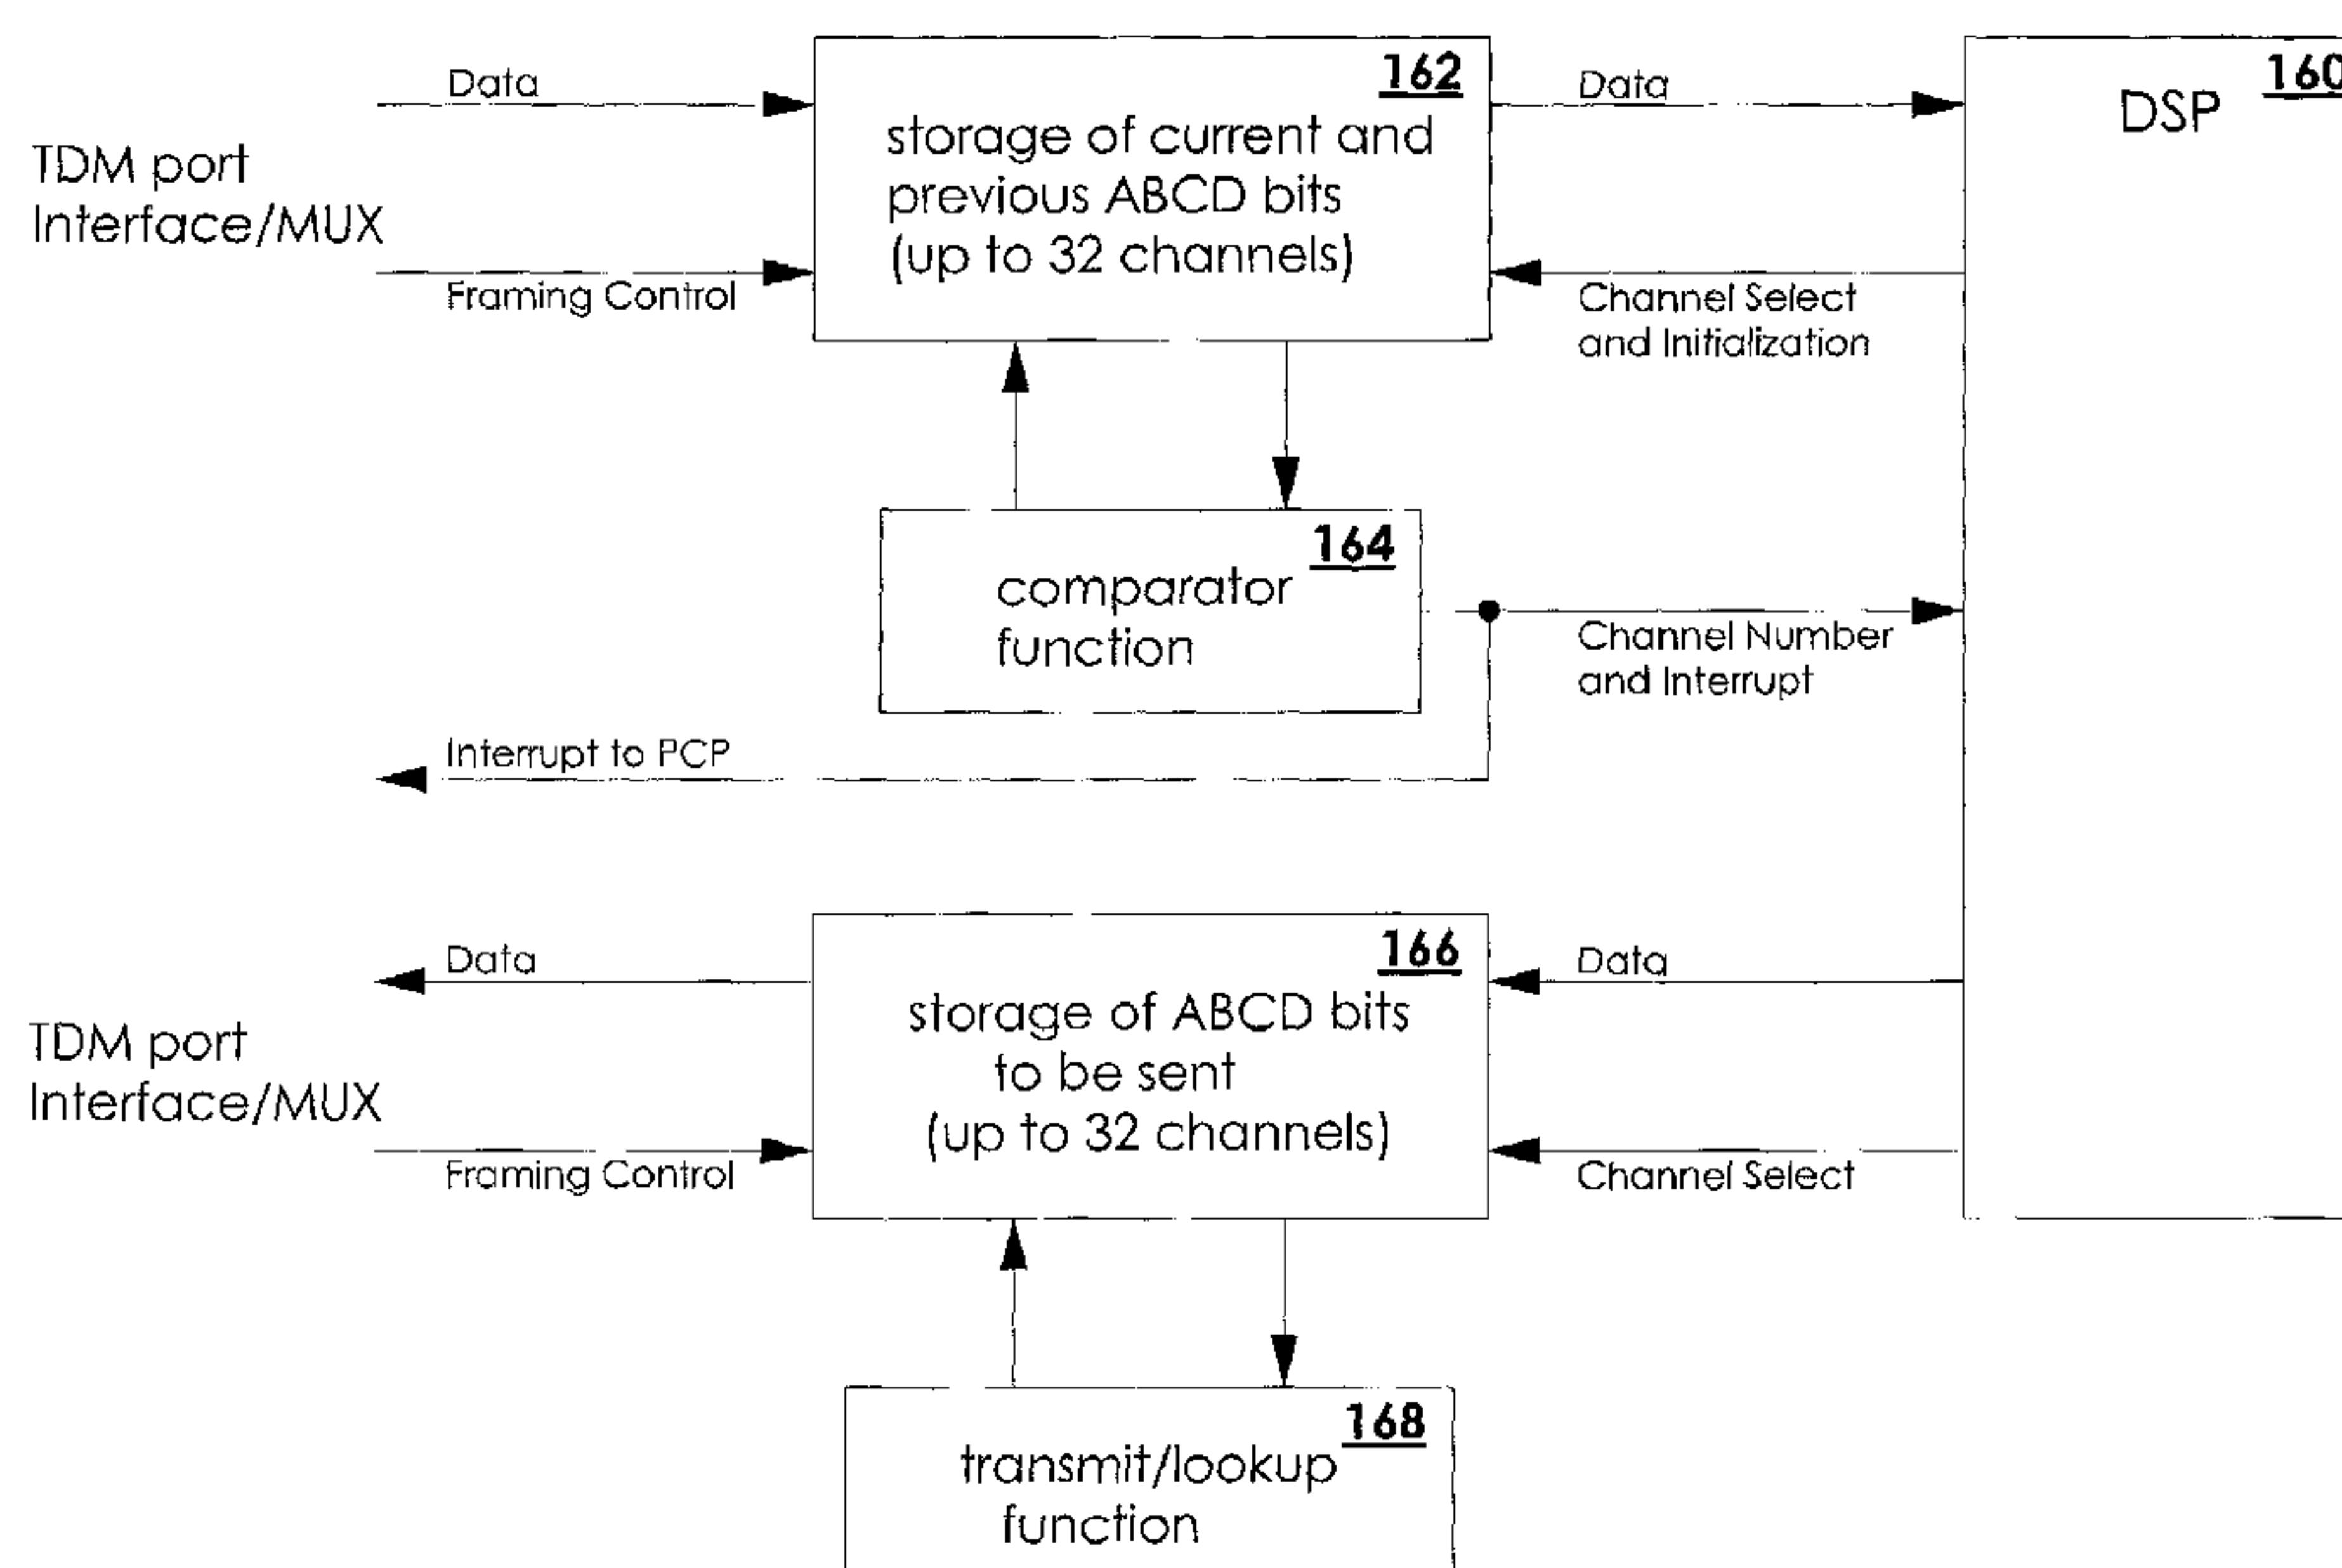 Data
162
Data
160
DSP
TDM port
Interface/MUX
storage of current and
previous ABCD bits
(up to 32 channels)
Framing Control
Channel Select
and Initialization
164
comparator
function
Channel Number
and Interrupt
Interrupt to PCP
Data
166
Data
TDM port
Interface/MUX
storage of ABCD bits
to be sent
(up to 32 channels)
Framing Control
Channel Select
168
transmit/lookup
function